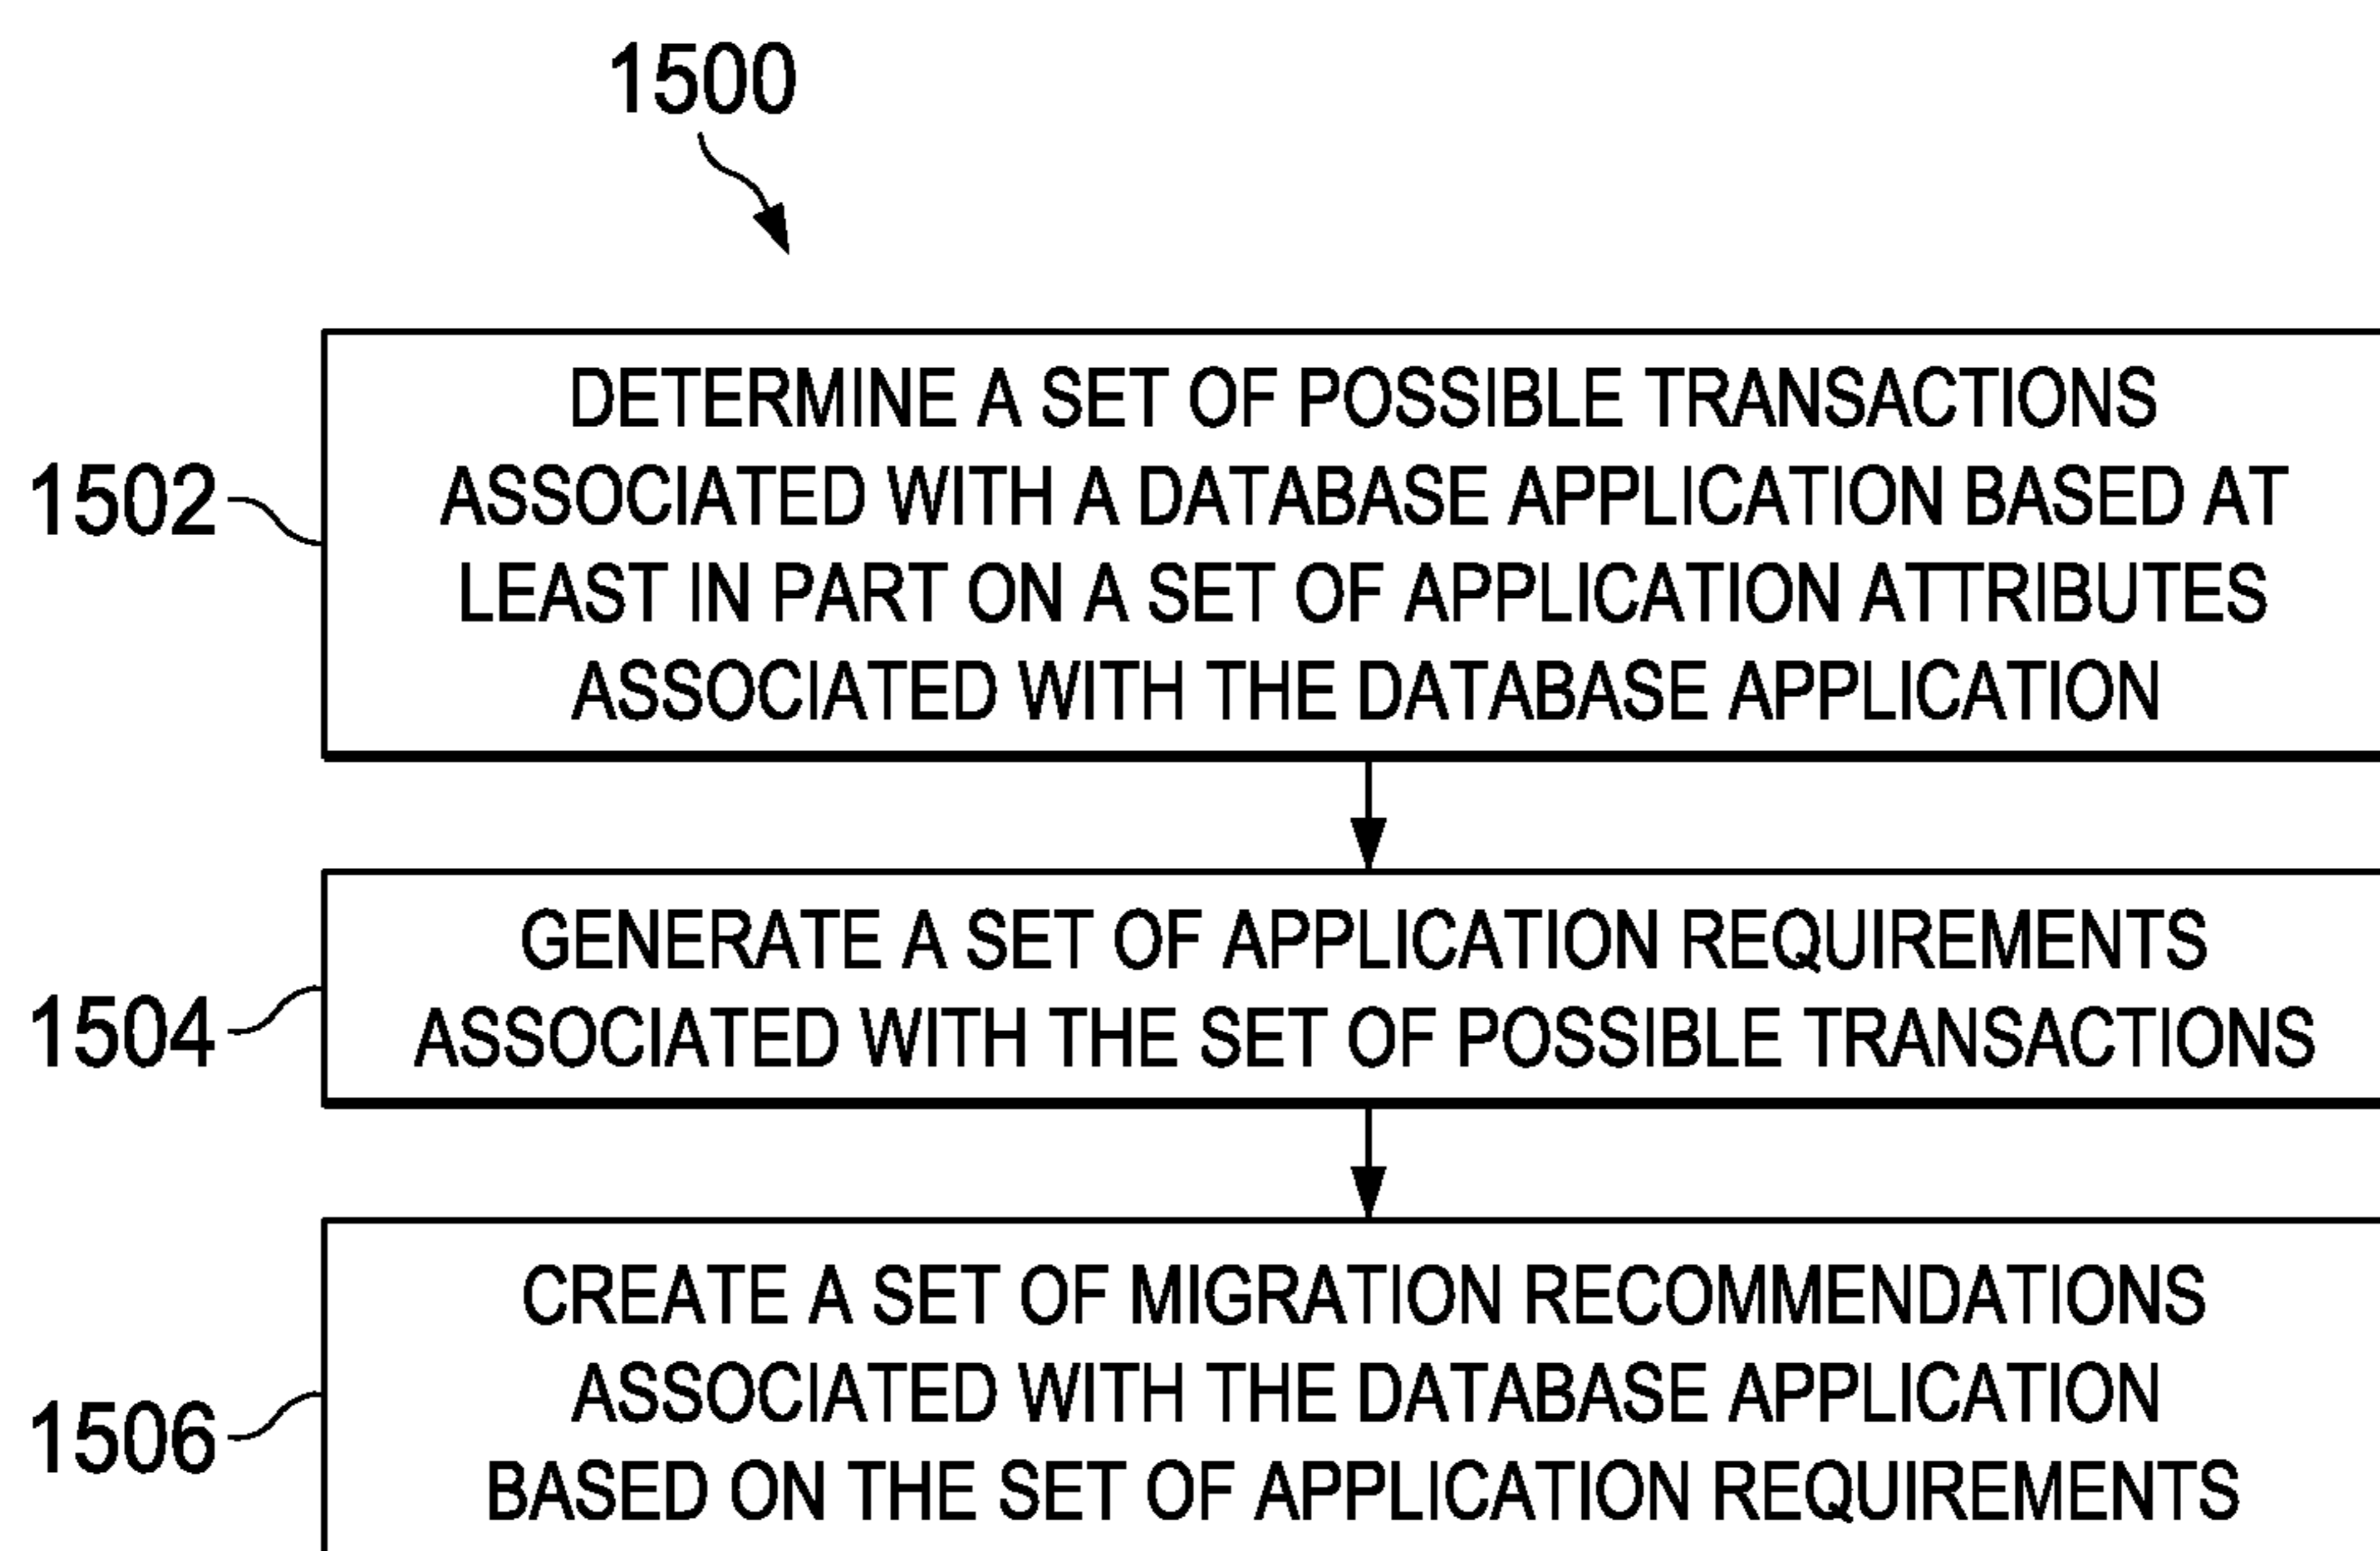 1500
1502
DETERMINE A SET OF POSSIBLE TRANSACTIONS
ASSOCIATED WITH A DATABASE APPLICATION BASED AT
LEAST IN PART ON A SET OF APPLICATION ATTRIBUTES
ASSOCIATED WITH THE DATABASE APPLICATION
1504
GENERATE A SET OF APPLICATION REQUIREMENTS
ASSOCIATED WITH THE SET OF POSSIBLE TRANSACTIONS
1506
CREATE A SET OF MIGRATION RECOMMENDATIONS
ASSOCIATED WITH THE DATABASE APPLICATION
BASED ON THE SET OF APPLICATION REQUIREMENTS